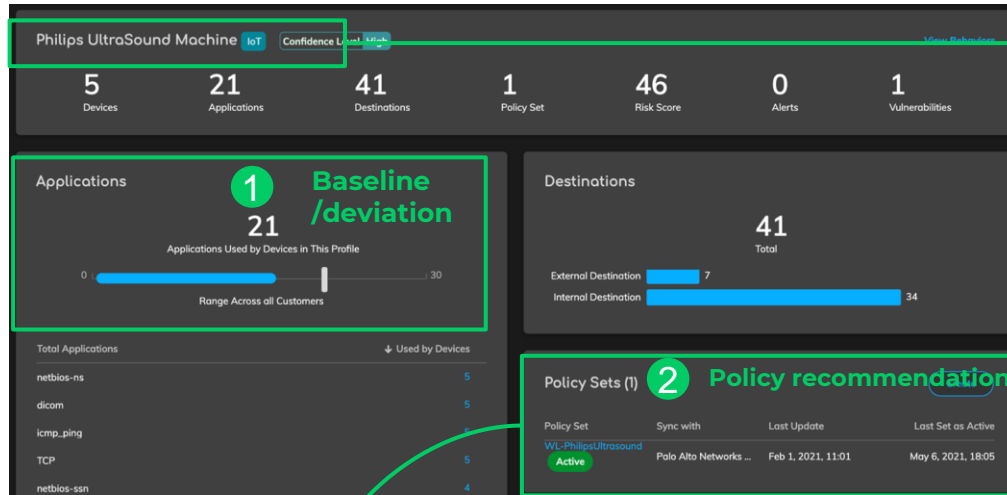 Philips UltraSound Machine IoT Confidence Level High View Behaviors
5 21 41 1 46 0 1
Devices Applications Destinations Policy Set Risk Score Alerts Vulnerabilities
Applications
1 Baseline
/deviation
21
Applications Used by Devices in This Profile
0 30
Range Across all Customers
Total Applications Used by Devices
netbios-ns 5
dicom 5
icmp_ping 5
TCP 5
netbios-ssn 4
Destinations
41
Total
External Destination 7
Internal Destination 34
Policy Sets (1) 2 Policy recommendation
Policy Set Sync with Last Update Last Set as Active
WL-PhilipsUltrasound
Active Palo Alto Networks ... Feb 1, 2021, 11:01 May 6, 2021, 18:05